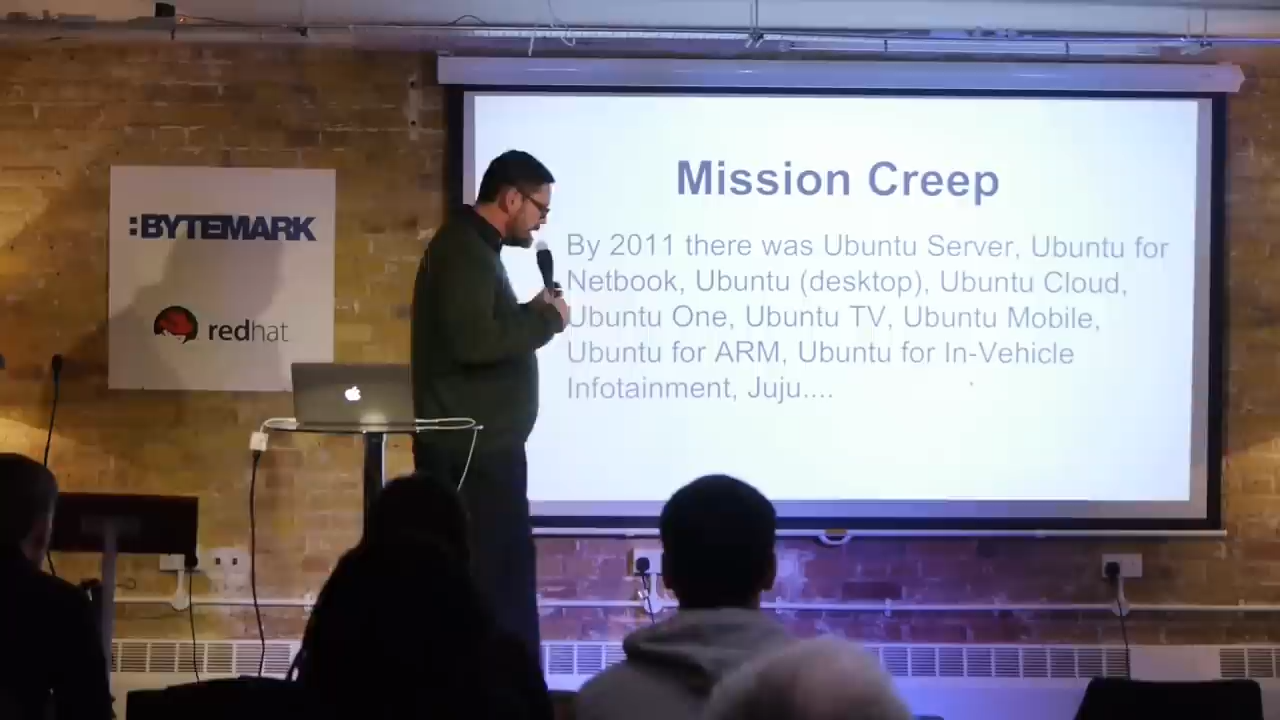 :BYTEMARK
redhat
Mission Creep
By 2011 there was Ubuntu Server, Ubuntu for
Netbook, Ubuntu (desktop), Ubuntu Cloud,
Ubuntu One, Ubuntu TV, Ubuntu Mobile,
Ubuntu for ARM, Ubuntu for In-Vehicle
Infotainment, Juju....